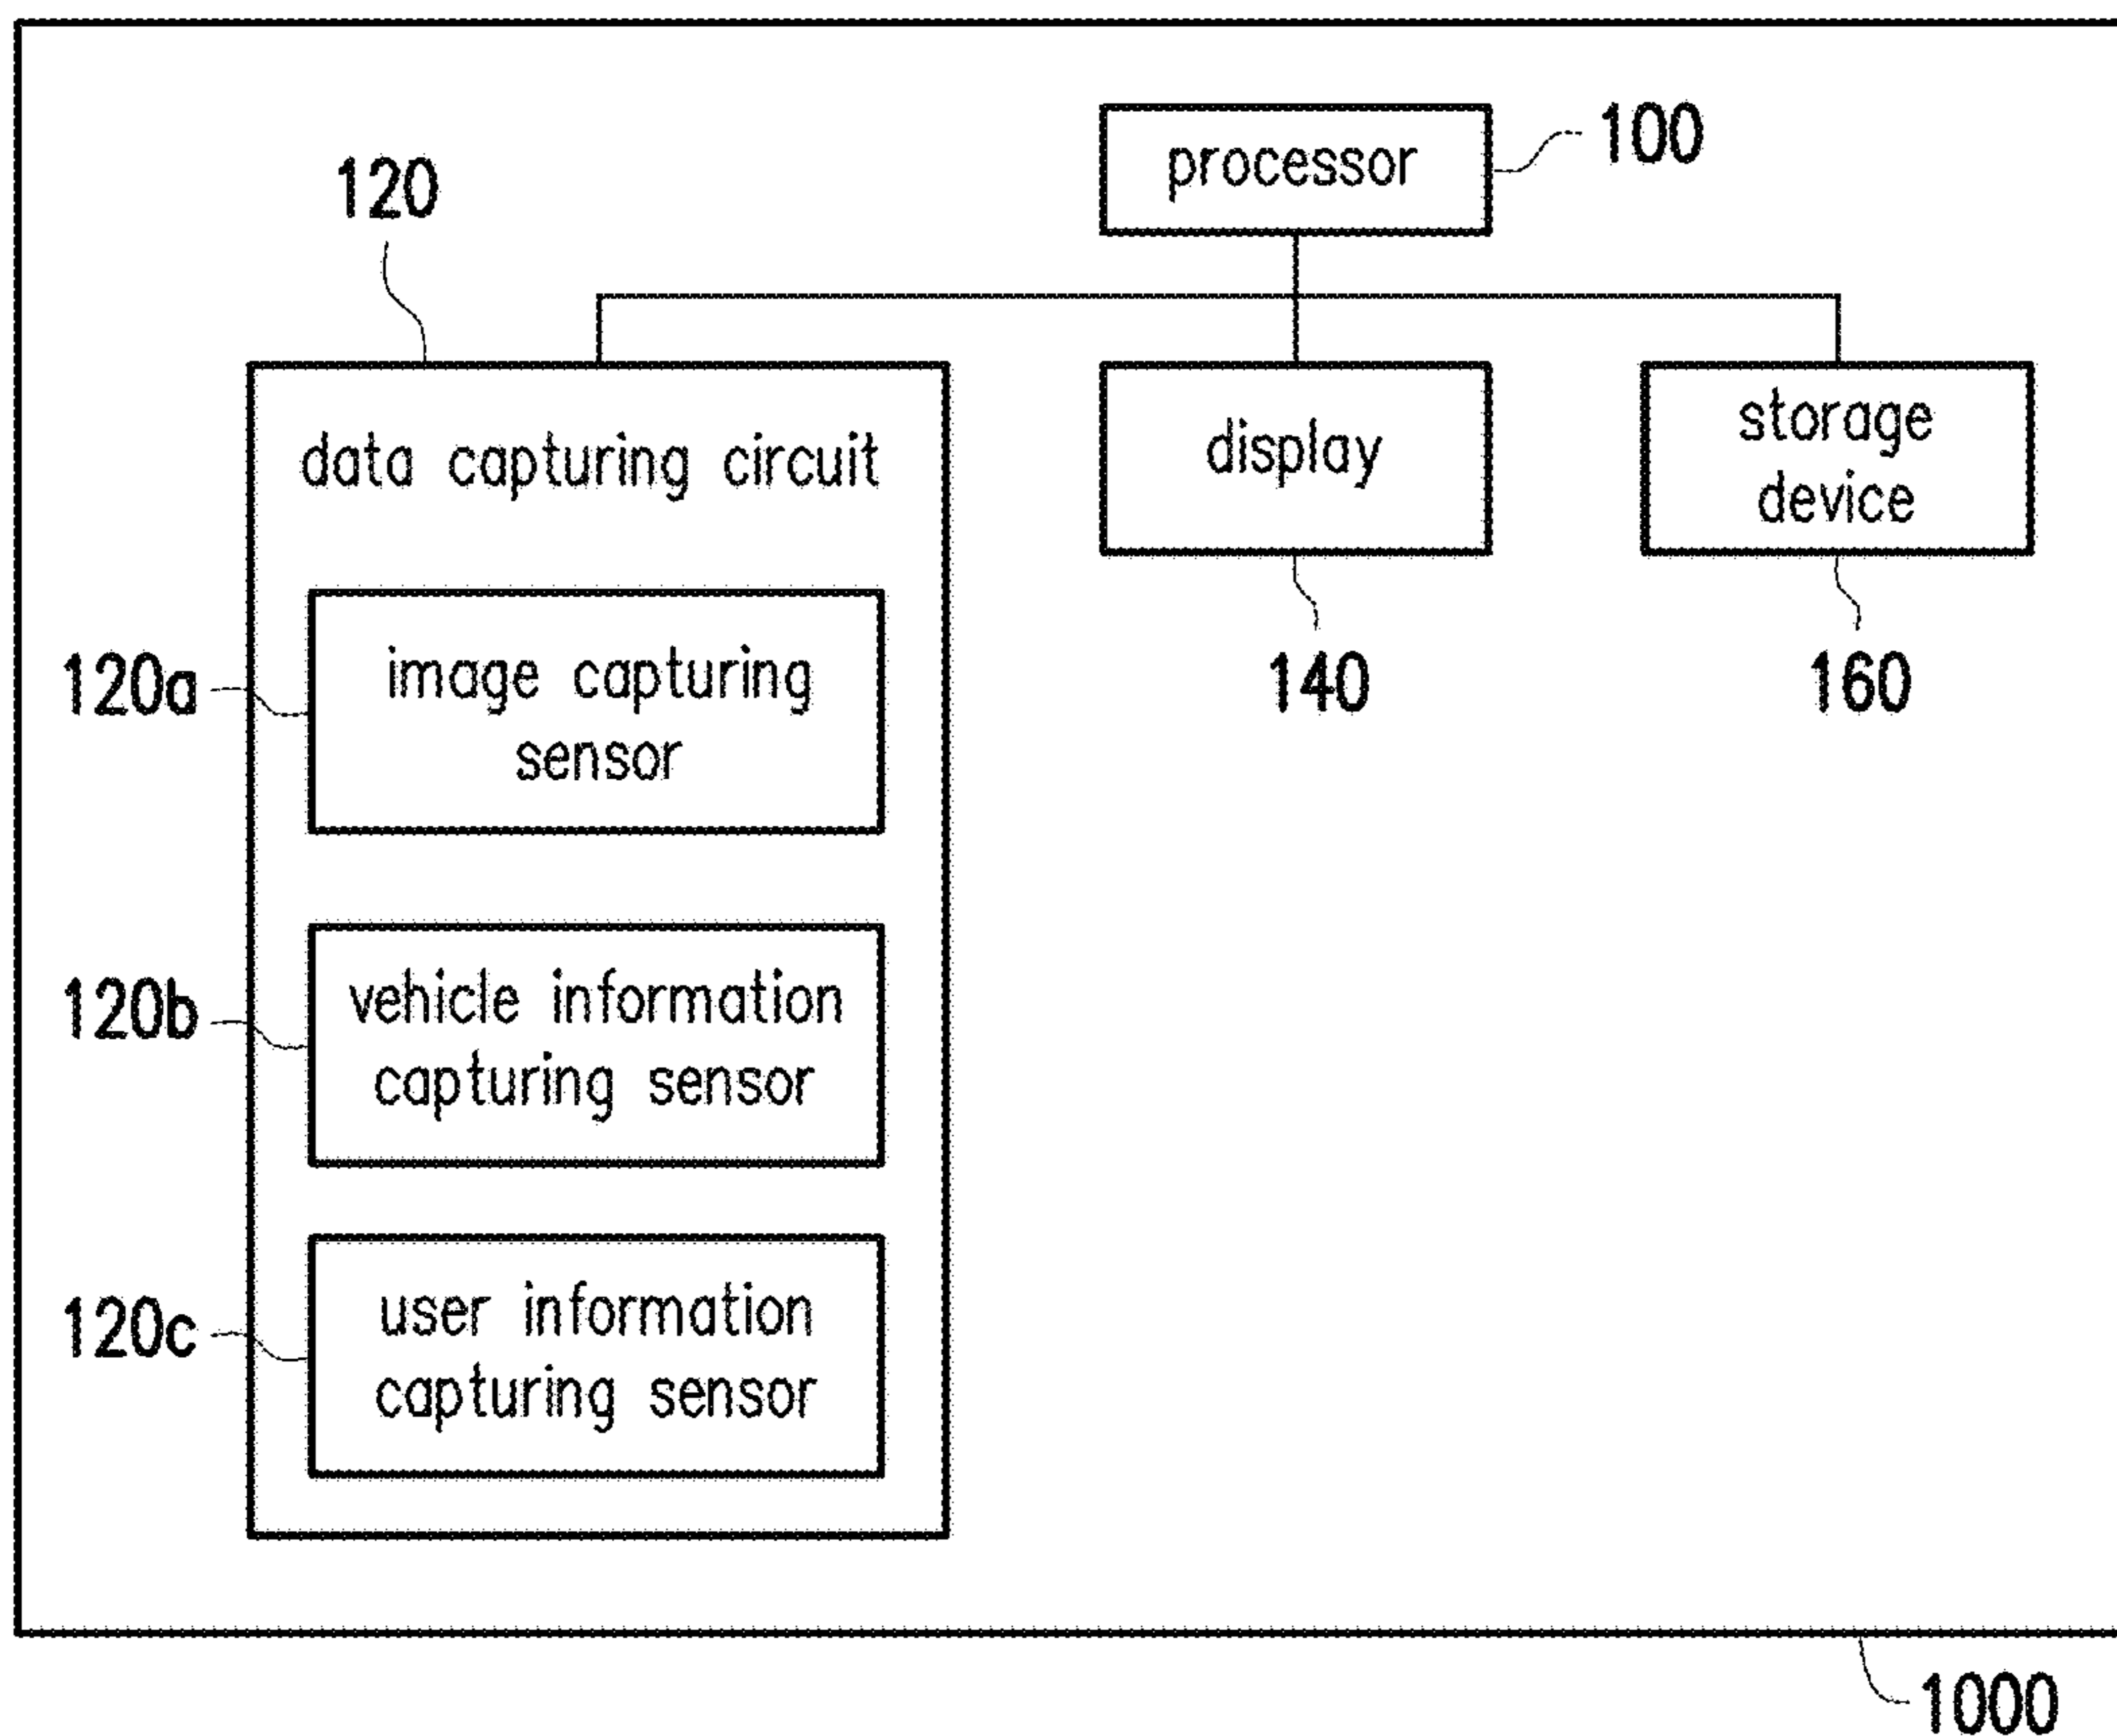 processor
100
120
data capturing circuit
display
storage
device
140
160
120a
image capturing
sensor
120b
vehicle information
capturing sensor
120c
user information
capturing sensor
1000